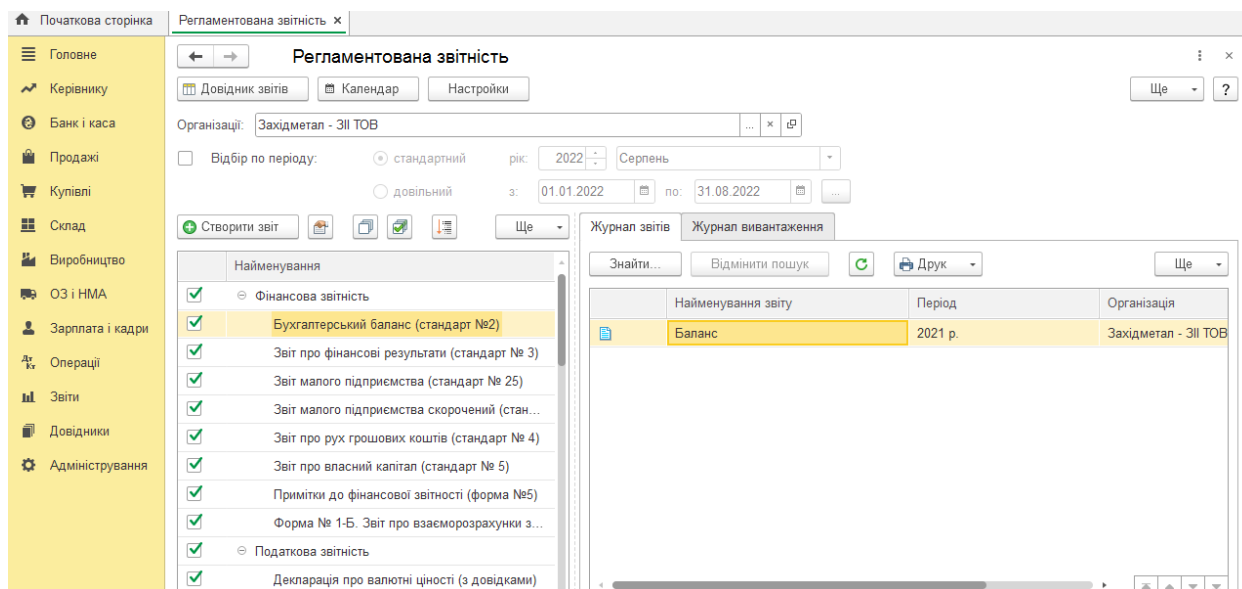 Початкова сторінка
Регламентована звітність ×
Головне
Керівнику
Банк і каса
Продажі
Купівлі
Склад
Виробництво
ОЗ і НМА
Зарплата і кадри
Операції
Звіти
Довідники
Адміністрування
Регламентована звітність
Довідник звітів Календар Настройки Ще ?
Організації: Західметал - ЗІІ ТОВ ... ×
Відбір по періоду: стандартний рік: 2022 Серпень
довільний з: 01.01.2022 по: 31.08.2022 ...
Створити звіт Ще
Найменування
Фінансова звітність
Бухгалтерський баланс (стандарт №2)
Звіт про фінансові результати (стандарт № 3)
Звіт малого підприємства (стандарт № 25)
Звіт малого підприємства скорочений (стан...
Звіт про рух грошових коштів (стандарт № 4)
Звіт про власний капітал (стандарт № 5)
Примітки до фінансової звітності (форма №5)
Форма № 1-Б. Звіт про взаєморозрахунки з...
Податкова звітність
Декларація про валютні цінності (з довідками)
Журнал звітів Журнал вивантаження
Знайти... Відмінити пошук Друк Ще
Найменування звіту Період Організація
Баланс 2021 р. Західметал - ЗІІ ТОВ